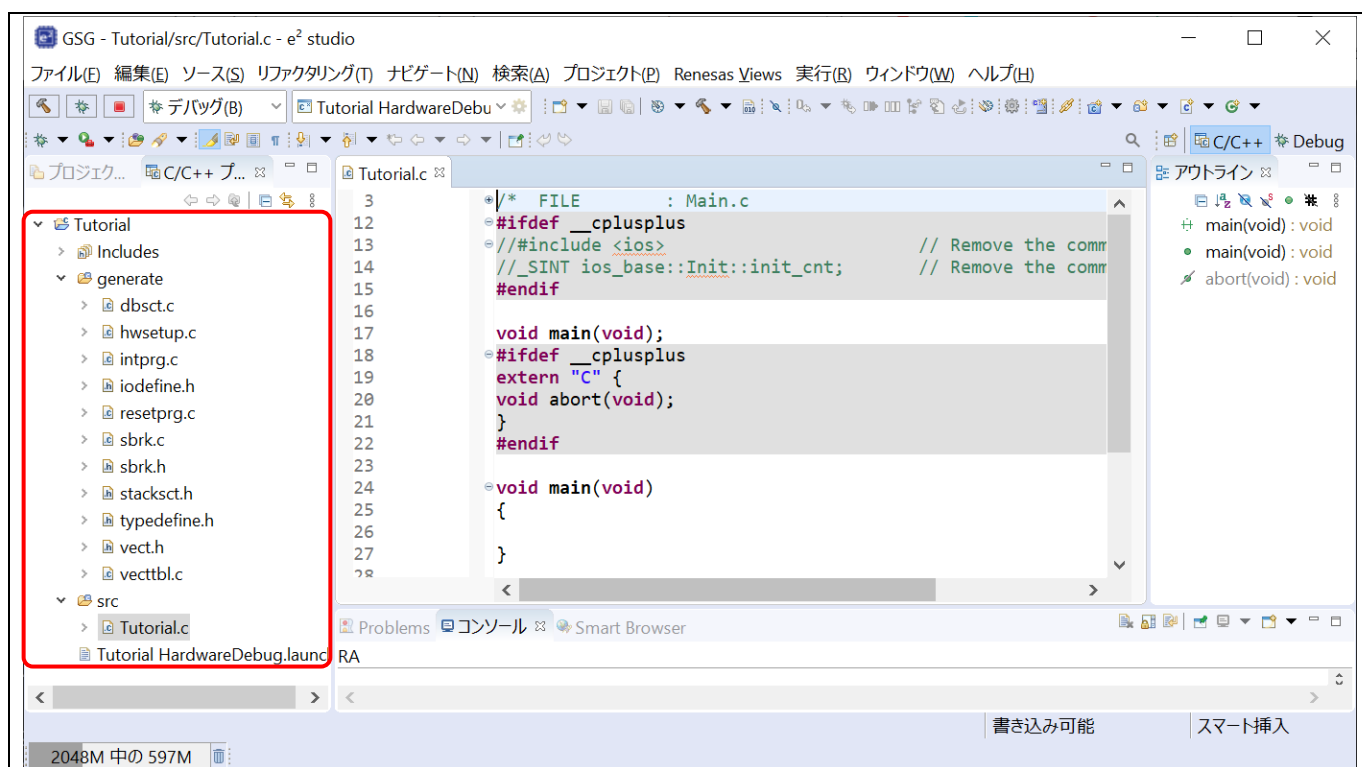 GSG - Tutorial/src/Tutorial.c - e² studio
ファイル(F) 編集(E) ソース(S) リファクタリング(T) ナビゲート(N) 検索(A) プロジェクト(P) Renesas Views 実行(R) ウィンドウ(W) ヘルプ(H)
デバッグ(B) Tutorial HardwareDebu
C/C++ Debug
プロジェク... C/C++ プ...
Tutorial
Includes
generate
dbsct.c
hwsetup.c
intprg.c
iodefine.h
resetprg.c
sbrk.c
sbrk.h
stacksct.h
typedefine.h
vect.h
vecttbl.c
src
Tutorial.c
Tutorial HardwareDebug.launc
Tutorial.c
3 /* FILE : Main.c
12 #ifdef __cplusplus
13 //#include <ios> // Remove the comm
14 //_SINT ios_base::Init::init_cnt; // Remove the comm
15 #endif
16
17 void main(void);
18 #ifdef __cplusplus
19 extern "C" {
20 void abort(void);
21 }
22 #endif
23
24 void main(void)
25 {
26
27 }
28
アウトライン
main(void) : void
main(void) : void
abort(void) : void
Problems コンソール Smart Browser
RA
書き込み可能 スマート挿入
2048M 中の 597M